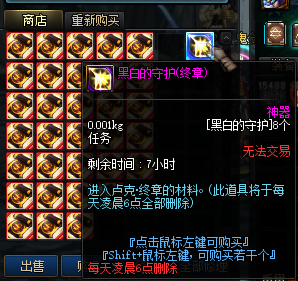 商店
重新购买
黑白的守护(终章)
神器
0.001kg
[黑白的守护]8个
任务
无法交易
剩余时间：7小时
进入卢克-终章的材料。(此道具将于每
天凌晨6点全部删除)
『点击鼠标左键可购买』
『Shift+鼠标左键，可购买若干个』
每天凌晨6点删除
出售